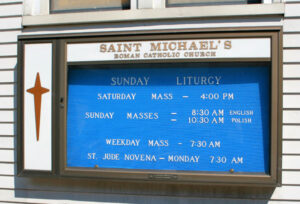 SAINT MICHAEL'S
ROMAN CATHOLIC CHURCH
SUNDAY LITURGY
SATURDAY MASS - 4:00 PM
SUNDAY MASSES - 8:30 AM ENGLISH
10:30 AM POLISH
WEEKDAY MASS - 7:30 AM
ST. JUDE NOVENA - MONDAY 7:30 AM